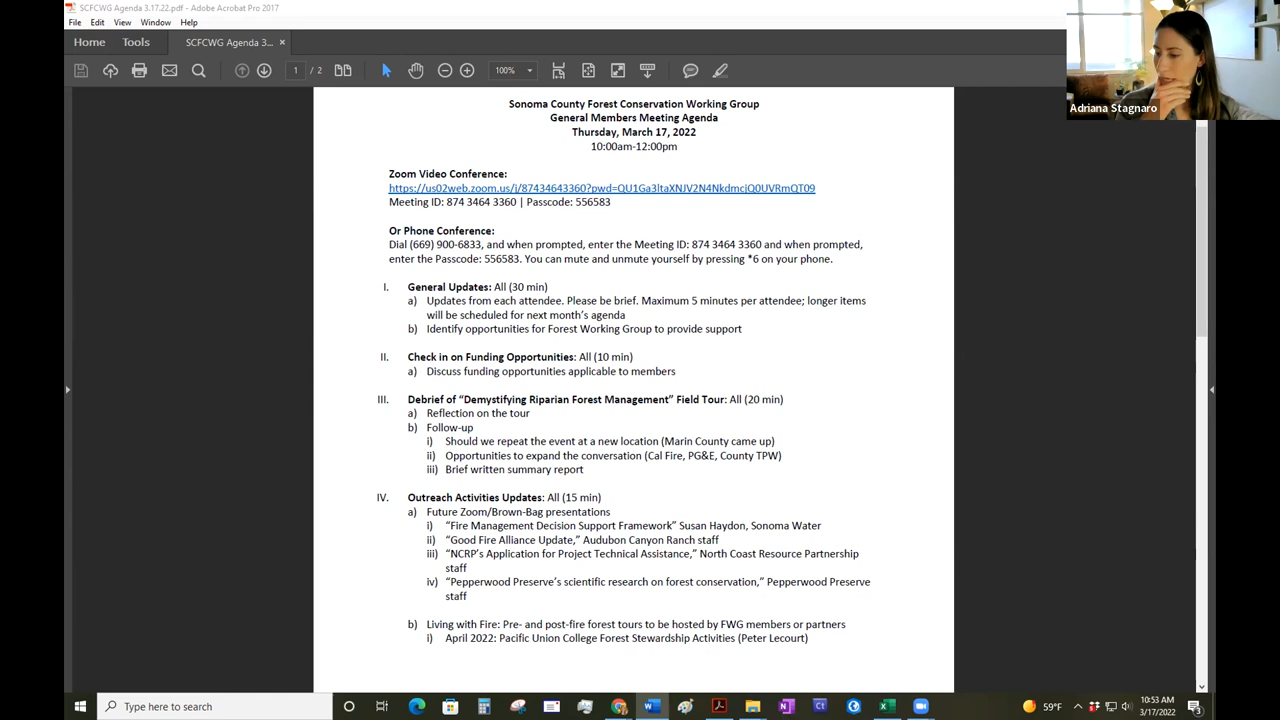 SCFCWG Agenda 3.17.22.pdf - Adobe Acrobat Pro 2017
File Edit View Window Help
Home Tools SCFCWG Agenda 3... ×
1 / 2 100%
Adriana Stagnaro
Sonoma County Forest Conservation Working Group
General Members Meeting Agenda
Thursday, March 17, 2022
10:00am-12:00pm
Zoom Video Conference:
https://us02web.zoom.us/j/87434643360?pwd=QU1Ga3ltaXNJV2N4NkdmcjQ0UVRmQT09
Meeting ID: 874 3464 3360 | Passcode: 556583
Or Phone Conference:
Dial (669) 900-6833, and when prompted, enter the Meeting ID: 874 3464 3360 and when prompted,
enter the Passcode: 556583. You can mute and unmute yourself by pressing *6 on your phone.
I. General Updates: All (30 min)
a) Updates from each attendee. Please be brief. Maximum 5 minutes per attendee; longer items
will be scheduled for next month's agenda
b) Identify opportunities for Forest Working Group to provide support
II. Check in on Funding Opportunities: All (10 min)
a) Discuss funding opportunities applicable to members
III. Debrief of "Demystifying Riparian Forest Management" Field Tour: All (20 min)
a) Reflection on the tour
b) Follow-up
i) Should we repeat the event at a new location (Marin County came up)
ii) Opportunities to expand the conversation (Cal Fire, PG&E, County TPW)
iii) Brief written summary report
IV. Outreach Activities Updates: All (15 min)
a) Future Zoom/Brown-Bag presentations
i) "Fire Management Decision Support Framework" Susan Haydon, Sonoma Water
ii) "Good Fire Alliance Update," Audubon Canyon Ranch staff
iii) "NCRP's Application for Project Technical Assistance," North Coast Resource Partnership
staff
iv) "Pepperwood Preserve's scientific research on forest conservation," Pepperwood Preserve
staff
b) Living with Fire: Pre- and post-fire forest tours to be hosted by FWG members or partners
i) April 2022: Pacific Union College Forest Stewardship Activities (Peter Lecourt)
Type here to search
59°F
10:53 AM
3/17/2022
3